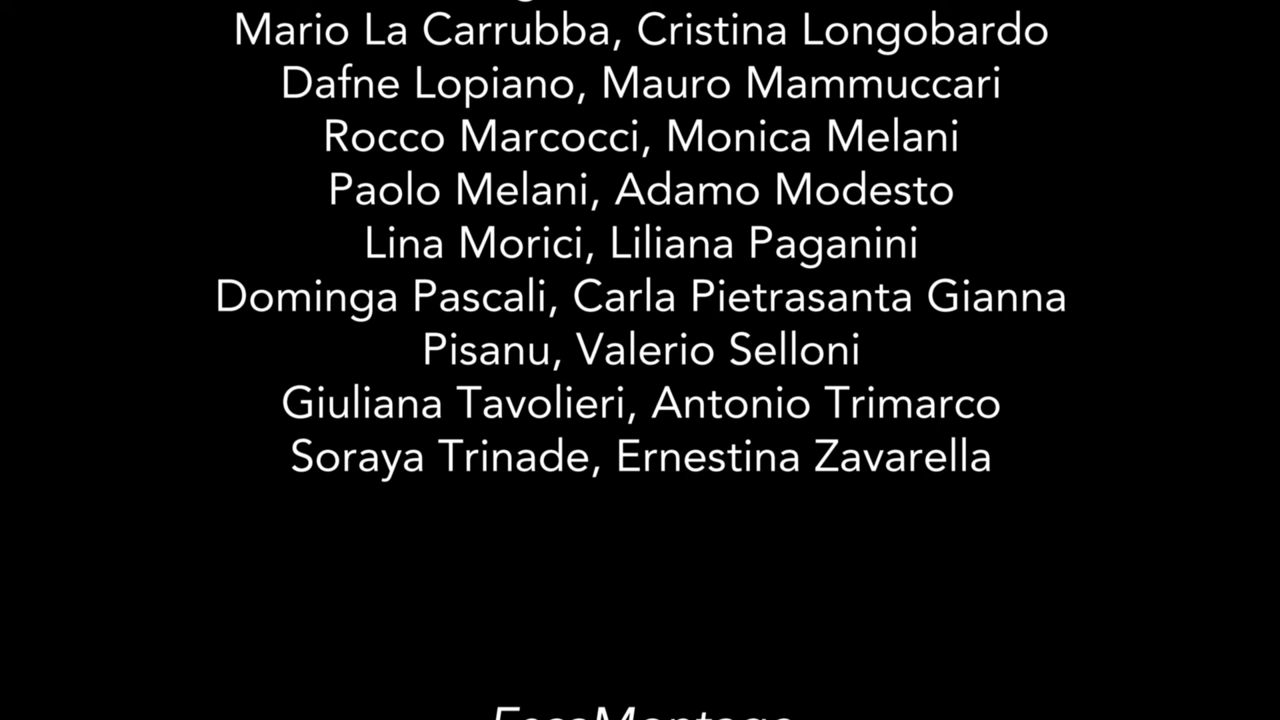 Mario La Carrubba, Cristina Longobardo
Dafne Lopiano, Mauro Mammuccari
Rocco Marcocci, Monica Melani
Paolo Melani, Adamo Modesto
Lina Morici, Liliana Paganini
Dominga Pascali, Carla Pietrasanta Gianna
Pisanu, Valerio Selloni
Giuliana Tavolieri, Antonio Trimarco
Soraya Trinade, Ernestina Zavarella